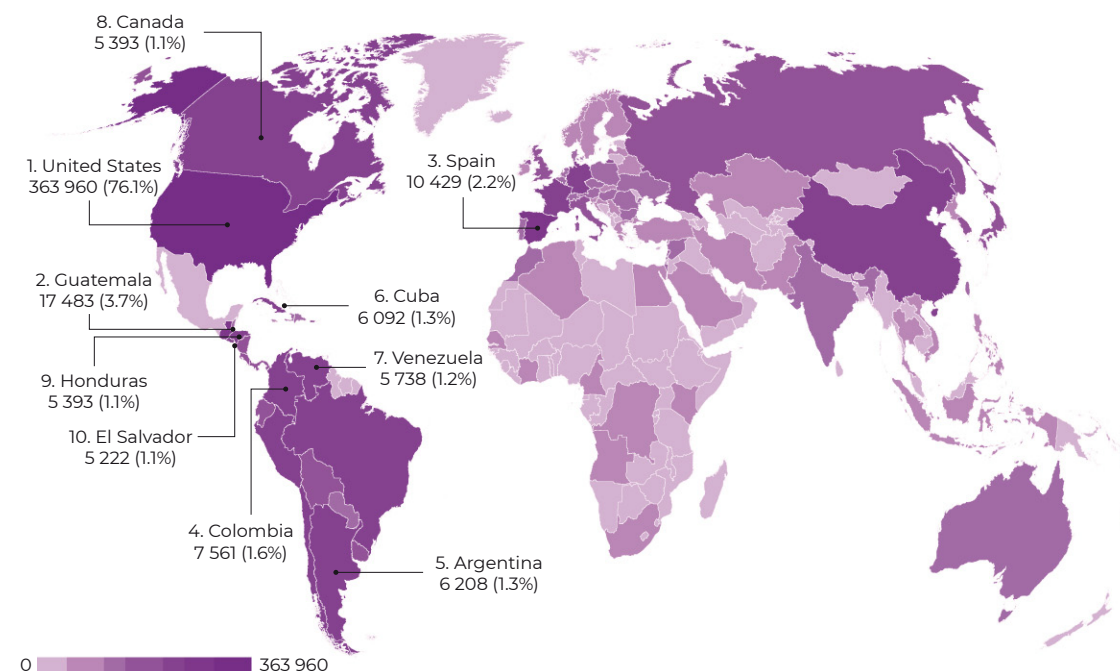 8. Canada
5 393 (1.1%)
1. United States
363 960 (76.1%)
3. Spain
10 429 (2.2%)
2. Guatemala
17 483 (3.7%)
6. Cuba
6 092 (1.3%)
7. Venezuela
5 738 (1.2%)
9. Honduras
5 393 (1.1%)
10. El Salvador
5 222 (1.1%)
4. Colombia
7 561 (1.6%)
5. Argentina
6 208 (1.3%)
0 363 960